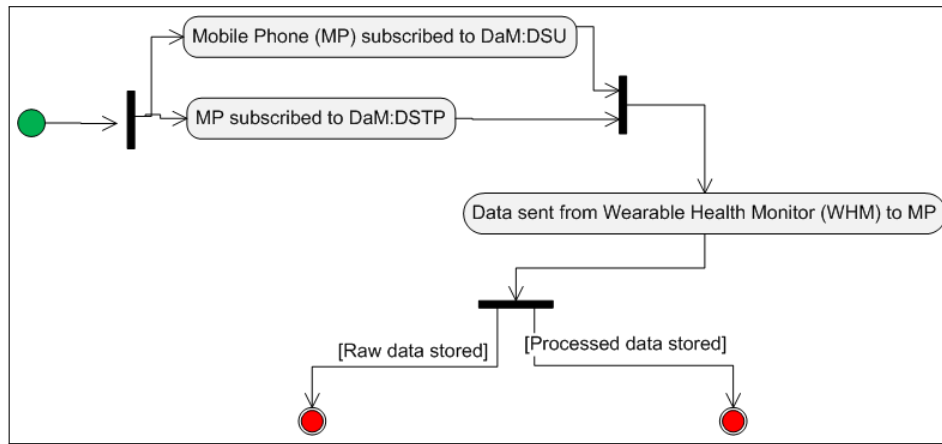 Mobile Phone (MP) subscribed to DaM:DSU
MP subscribed to DaM:DSTP
Data sent from Wearable Health Monitor (WHM) to MP
[Raw data stored]
[Processed data stored]